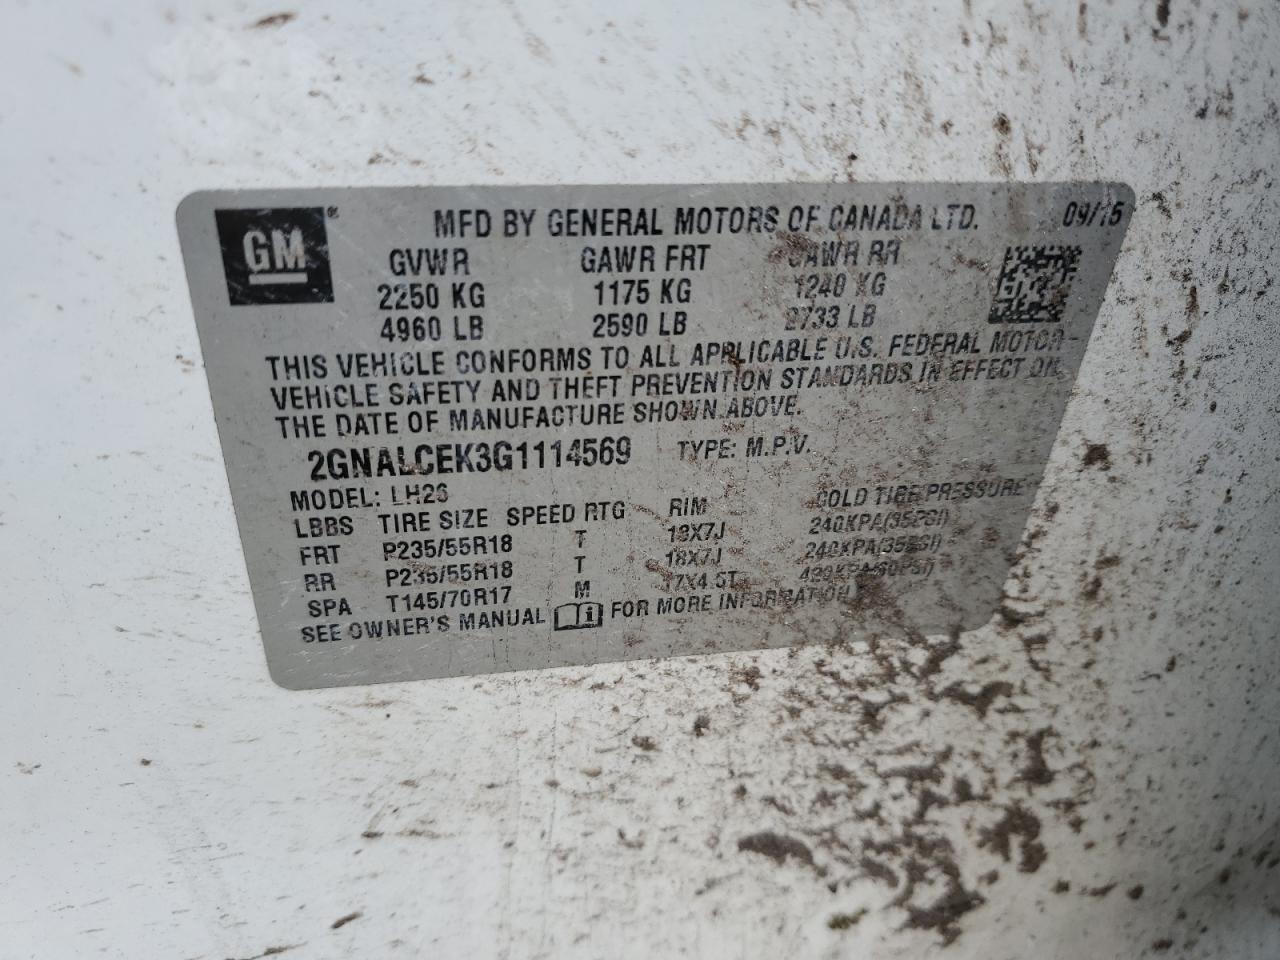 GM ® MFD BY GENERAL MOTORS OF CANADA LTD. 09/15
GVWR GAWR FRT GAWR RR
2250 KG 1175 KG 1240 KG
4960 LB 2590 LB 2733 LB
THIS VEHICLE CONFORMS TO ALL APPLICABLE U.S. FEDERAL MOTOR
VEHICLE SAFETY AND THEFT PREVENTION STANDARDS IN EFFECT ON
THE DATE OF MANUFACTURE SHOWN ABOVE.
2GNALCEK3G1114569 TYPE: M.P.V.
MODEL: LH26
LBBS TIRE SIZE SPEED RTG RIM COLD TIRE PRESSURE
FRT P235/55R18 T 18X7J 240KPA(35PSI)
RR P235/55R18 T 18X7J 240KPA(35PSI)
SPA T145/70R17 M 17X4.5T 420KPA(60PSI)
SEE OWNER'S MANUAL FOR MORE INFORMATION